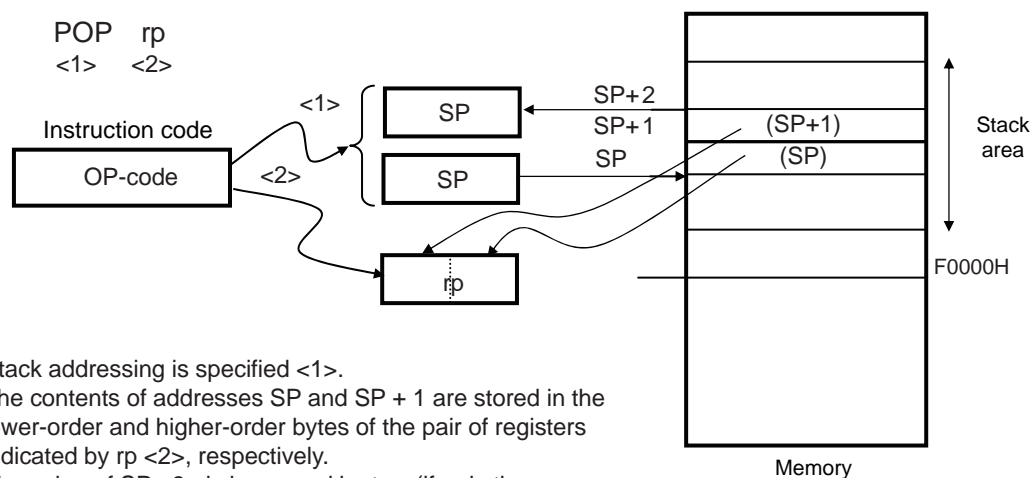 POP rp
<1> <2>
Instruction code
OP-code
<1>
<2>
SP
SP
SP+2
SP+1
SP
(SP+1)
(SP)
Stack
area
rp
F0000H
Memory
tack addressing is specified <1>.
he contents of addresses SP and SP + 1 are stored in the
wer-order and higher-order bytes of the pair of registers
dicated by rp <2>, respectively.